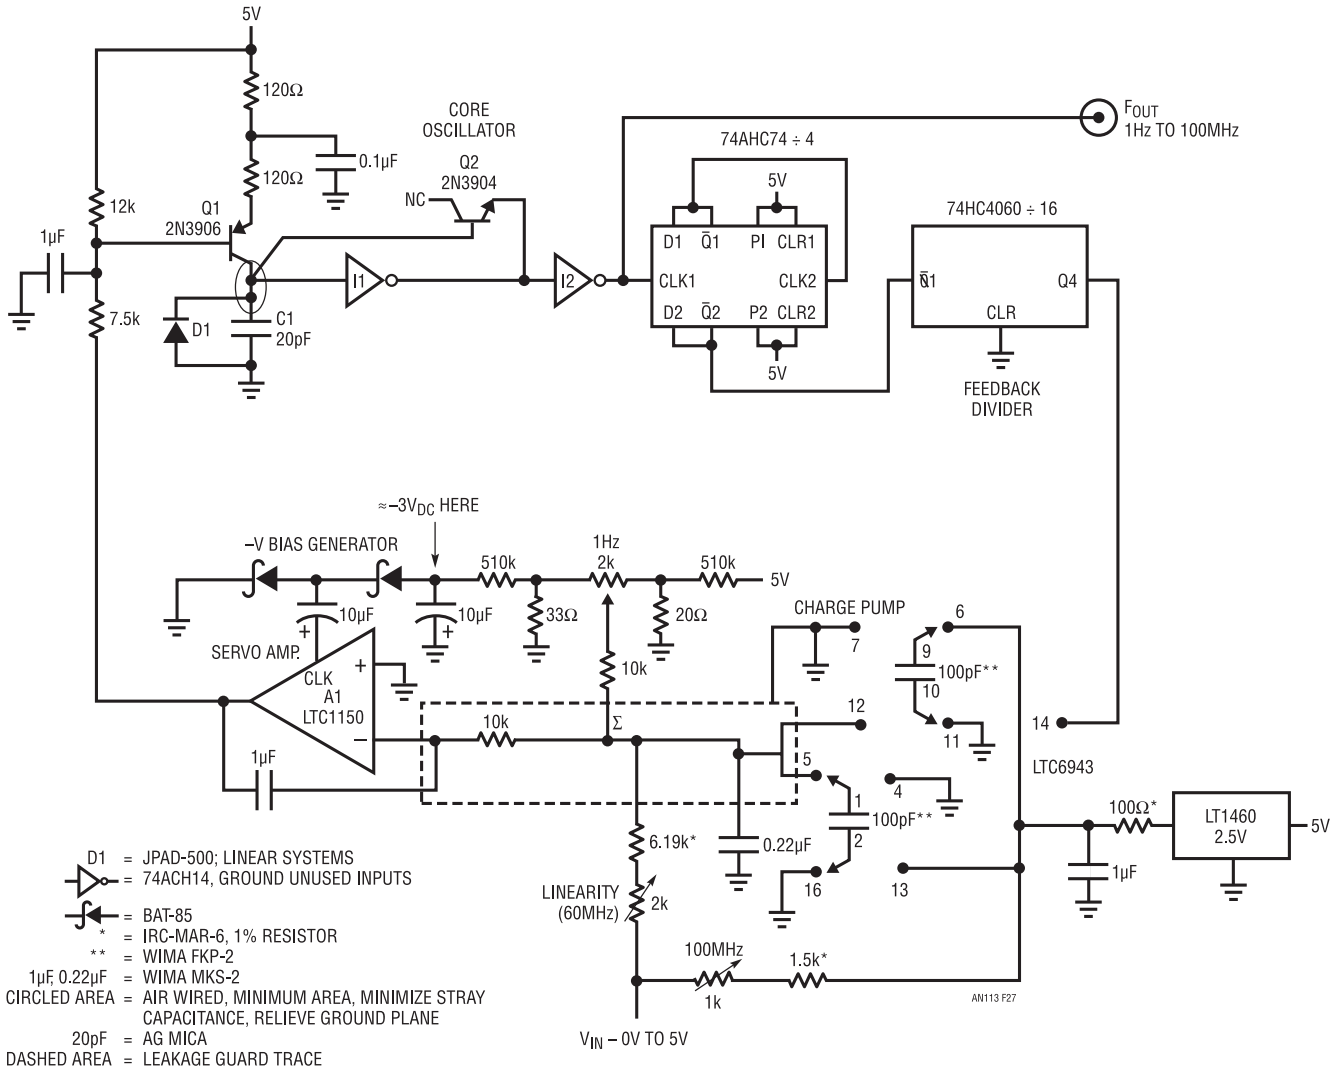 5V
120Ω
0.1µF
120Ω
CORE
OSCILLATOR
Q2
2N3904
NC
12k
Q1
2N3906
1µF
7.5k
D1
C1
20pF
I1
I2
FOUT
1Hz TO 100MHz
74AHC74 ÷ 4
5V
D1 Q̅1 PI CLR1
CLK1 CLK2
D2 Q̅2 P2 CLR2
5V
74HC4060 ÷ 16
Q4
CLR
FEEDBACK
DIVIDER
≈–3VDC HERE
–V BIAS GENERATOR
510k
1Hz
2k
510k
5V
10µF
+
10µF
+
33Ω
20Ω
SERVO AMP.
CLK
A1
LTC1150
+
–
10k
10k
Σ
1µF
CHARGE PUMP
7
6
9
100pF**
10
11
12
14
LTC6943
5
4
1
100pF**
2
16
13
6.19k*
0.22µF
LINEARITY
(60MHz)
2k
100MHz
1k
1.5k*
100Ω*
LT1460
2.5V
5V
1µF
VIN – 0V TO 5V
AN113 F27
D1 = JPAD-500; LINEAR SYSTEMS
= 74ACH14, GROUND UNUSED INPUTS
= BAT-85
* = IRC-MAR-6, 1% RESISTOR
** = WIMA FKP-2
1µF, 0.22µF = WIMA MKS-2
CIRCLED AREA = AIR WIRED, MINIMUM AREA, MINIMIZE STRAY
CAPACITANCE, RELIEVE GROUND PLANE
20pF = AG MICA
DASHED AREA = LEAKAGE GUARD TRACE